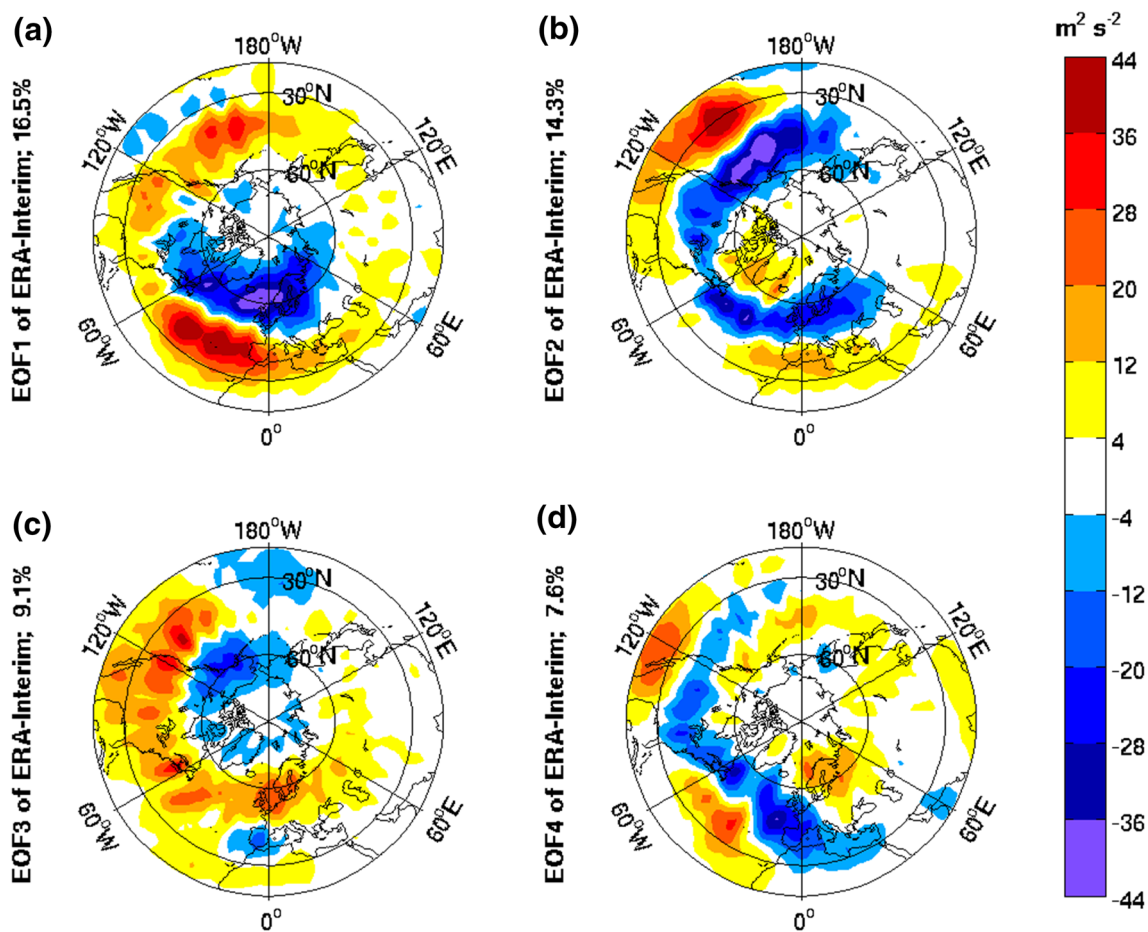 (a)
EOF1 of ERA-Interim; 16.5%
180°W
30°N
60°N
120°W
120°E
60°W
60°E
0°
(b)
EOF2 of ERA-Interim; 14.3%
180°W
30°N
60°N
120°W
120°E
60°W
60°E
0°
m² s⁻²
44
36
28
20
12
4
-4
-12
-20
-28
-36
-44
(c)
EOF3 of ERA-Interim; 9.1%
180°W
30°N
60°N
120°W
120°E
60°W
60°E
0°
(d)
EOF4 of ERA-Interim; 7.6%
180°W
30°N
60°N
120°W
120°E
60°W
60°E
0°